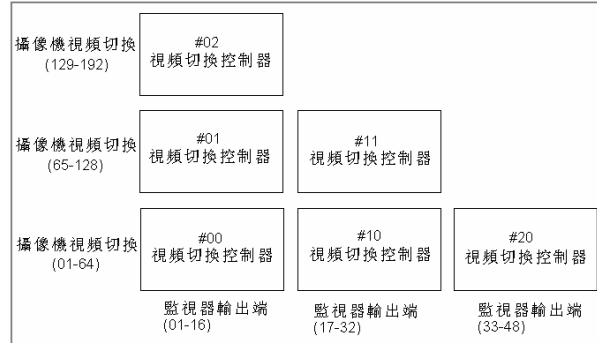 攝像機視頻切換
(129-192)
#02
視頻切換控制器
攝像機視頻切換
(65-128)
#01
視頻切換控制器
#11
視頻切換控制器
攝像機視頻切換
(01-64)
#00
視頻切換控制器
#10
視頻切換控制器
#20
視頻切換控制器
監視器輸出端
(01-16)
監視器輸出端
(17-32)
監視器輸出端
(33-48)